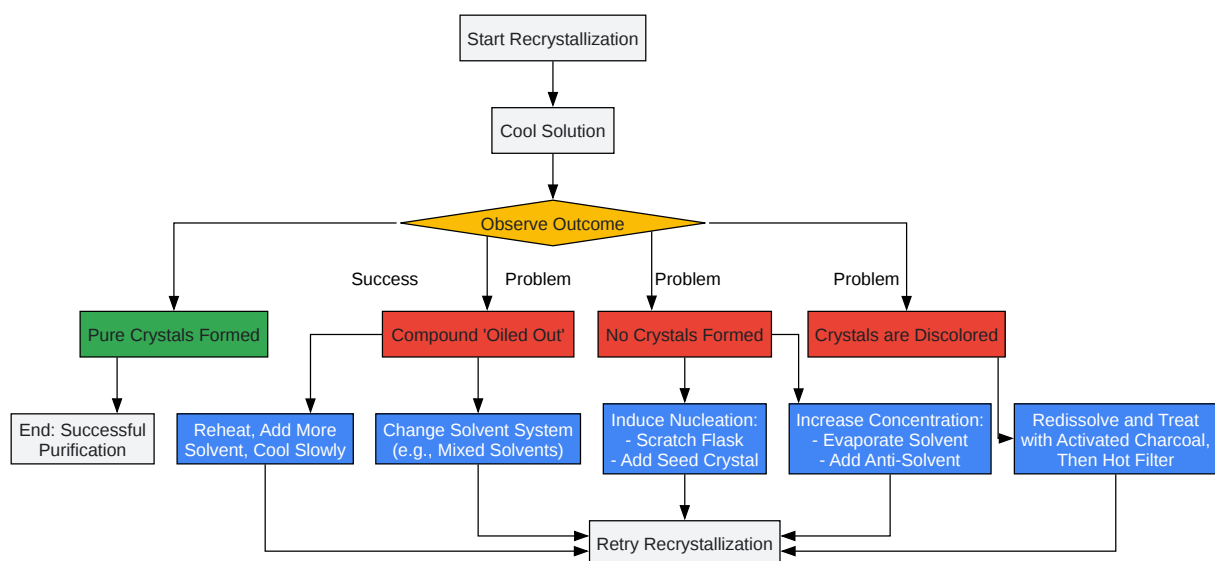 Start Recrystallization
Cool Solution
Observe Outcome
Success
Problem
Problem
Problem
Pure Crystals Formed
Compound 'Oiled Out'
No Crystals Formed
Crystals are Discolored
End: Successful
Purification
Reheat, Add More
Solvent, Cool Slowly
Change Solvent System
(e.g., Mixed Solvents)
Induce Nucleation:
- Scratch Flask
- Add Seed Crystal
Increase Concentration:
- Evaporate Solvent
- Add Anti-Solvent
Redissolve and Treat
with Activated Charcoal,
Then Hot Filter
Retry Recrystallization